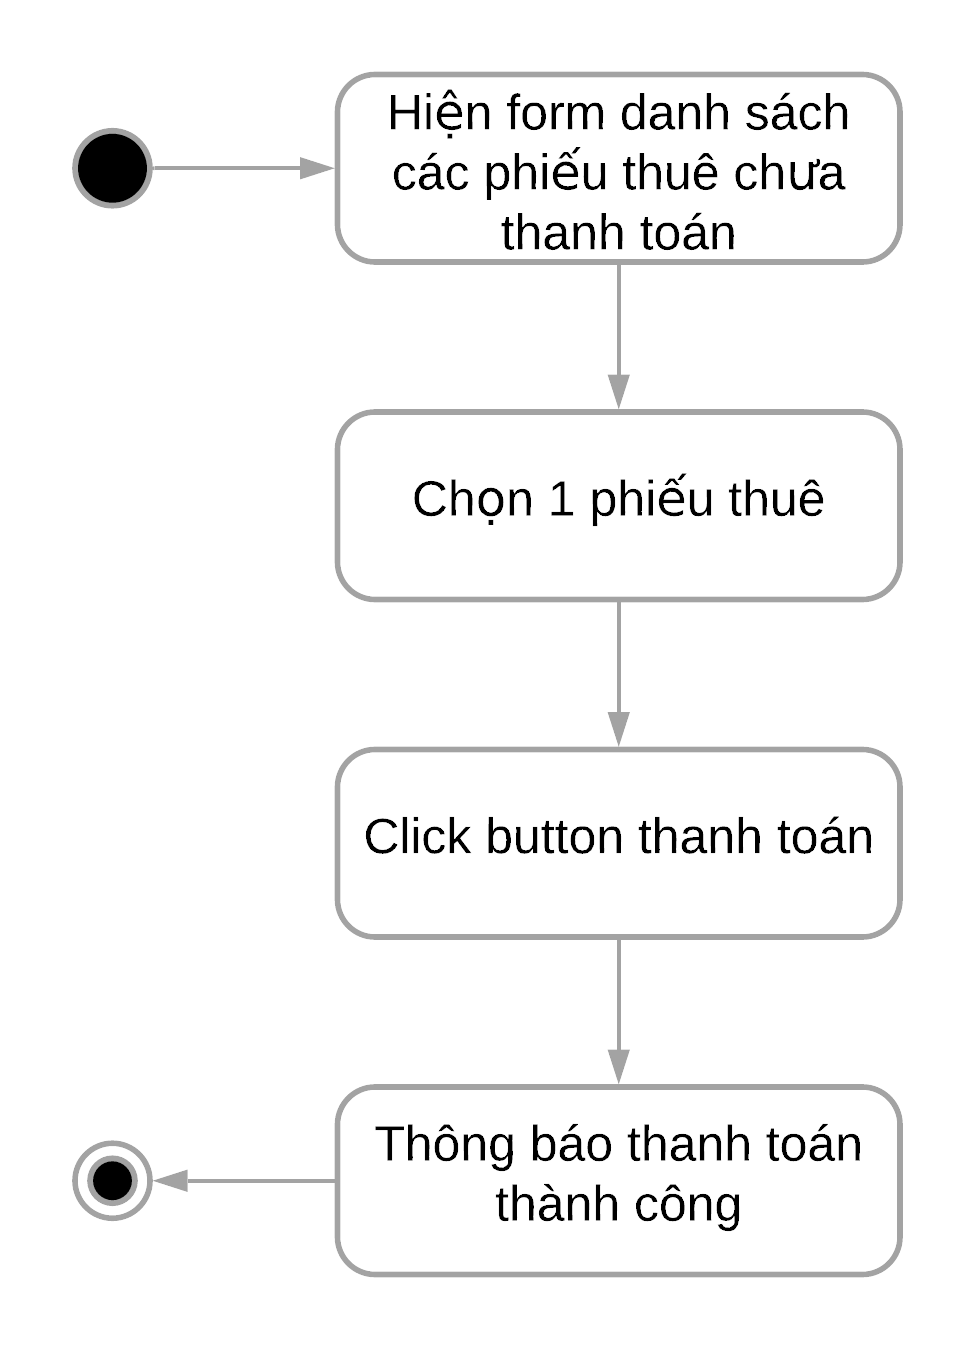 Hiện form danh sách
các phiếu thuê chưa
thanh toán
Chọn 1 phiếu thuê
Click button thanh toán
Thông báo thanh toán
thành công